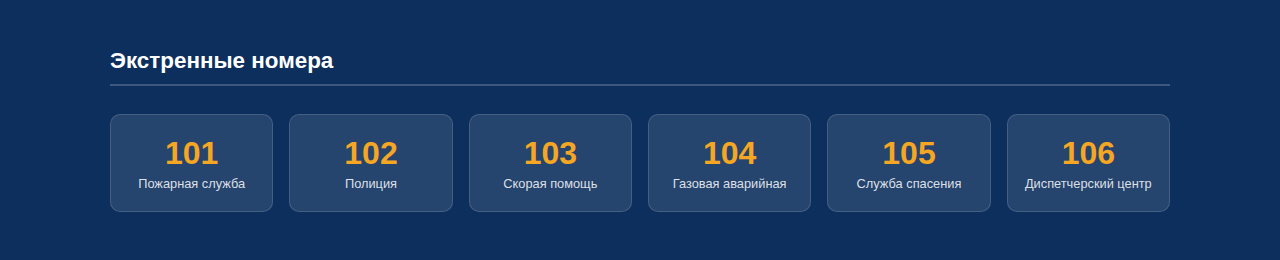 Экстренные номера
101
Пожарная служба
102
Полиция
103
Скорая помощь
104
Газовая аварийная
105
Служба спасения
106
Диспетчерский центр